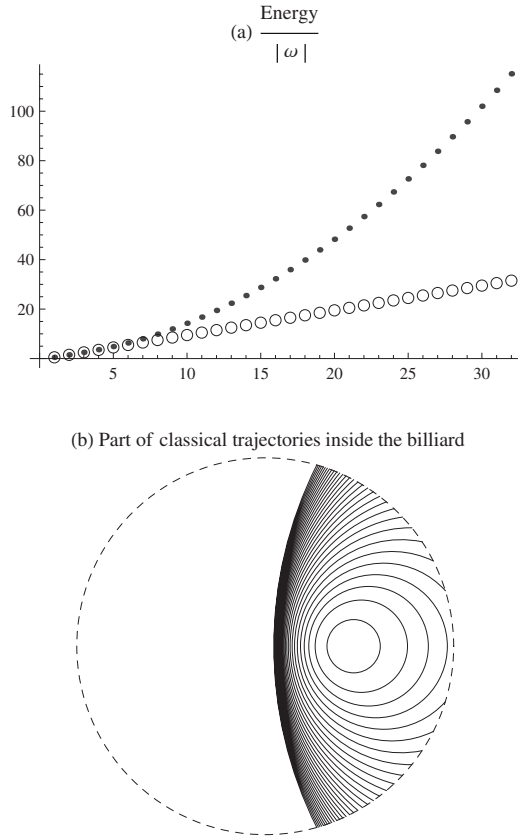 (a) Energy
| ω |
100
80
60
40
20
5 10 15 20 25 30
(b) Part of classical trajectories inside the billiard